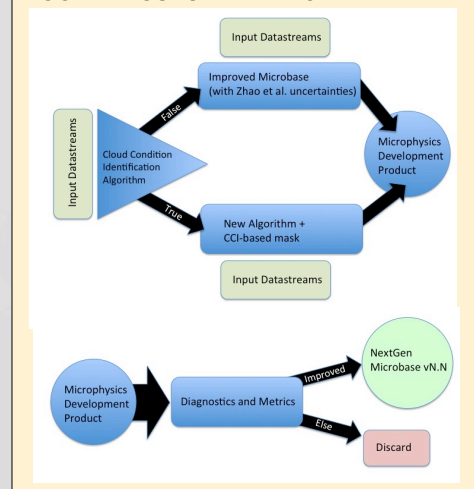 Input Datastreams
Improved Microbase
(with Zhao et al. uncertainties)
False
Input Datastreams
Cloud Condition
Identification
Algorithm
Microphysics
Development
Product
True
New Algorithm +
CCI-based mask
Input Datastreams
NextGen
Microbase vN.N
Improved
Microphysics
Development
Product
Diagnostics and Metrics
Else
Discard